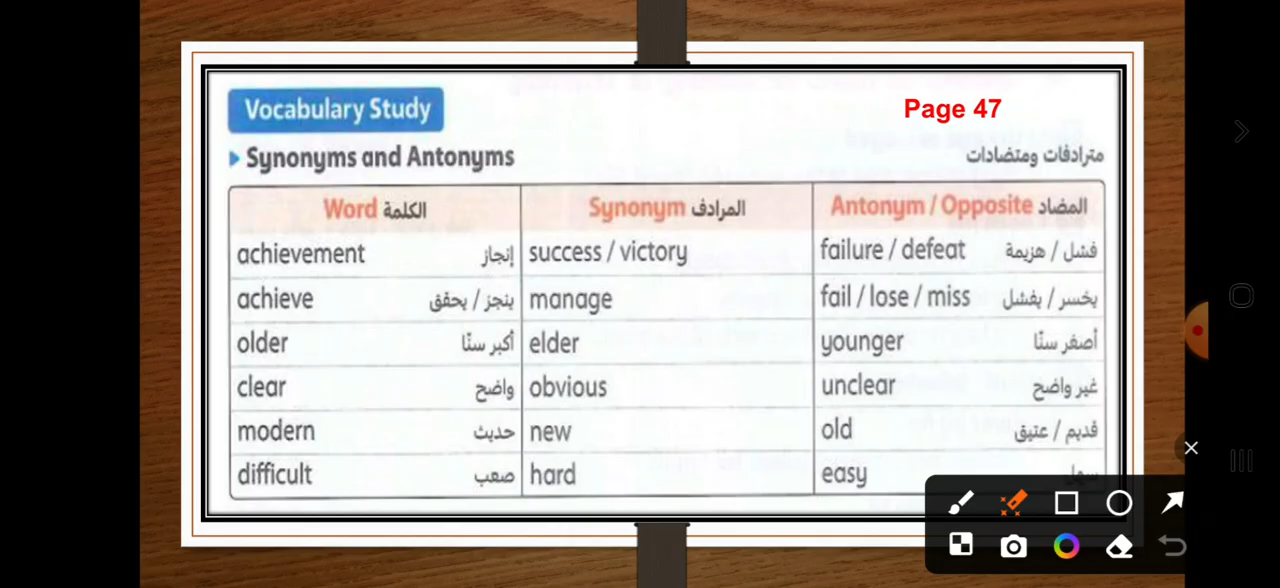 Vocabulary Study
Page 47
Synonyms and Antonyms مترادفات ومتضادات
Word الكلمة Synonym المرادف Antonym / Opposite المضاد
achievement إنجاز success / victory failure / defeat فشل / هزيمة
achieve ينجز / يحقق manage fail / lose / miss يخسر / يفشل
older أكبر سنًا elder younger أصغر سنًا
clear واضح obvious unclear غير واضح
modern حديث new old قديم / عتيق
difficult صعب hard easy سهل